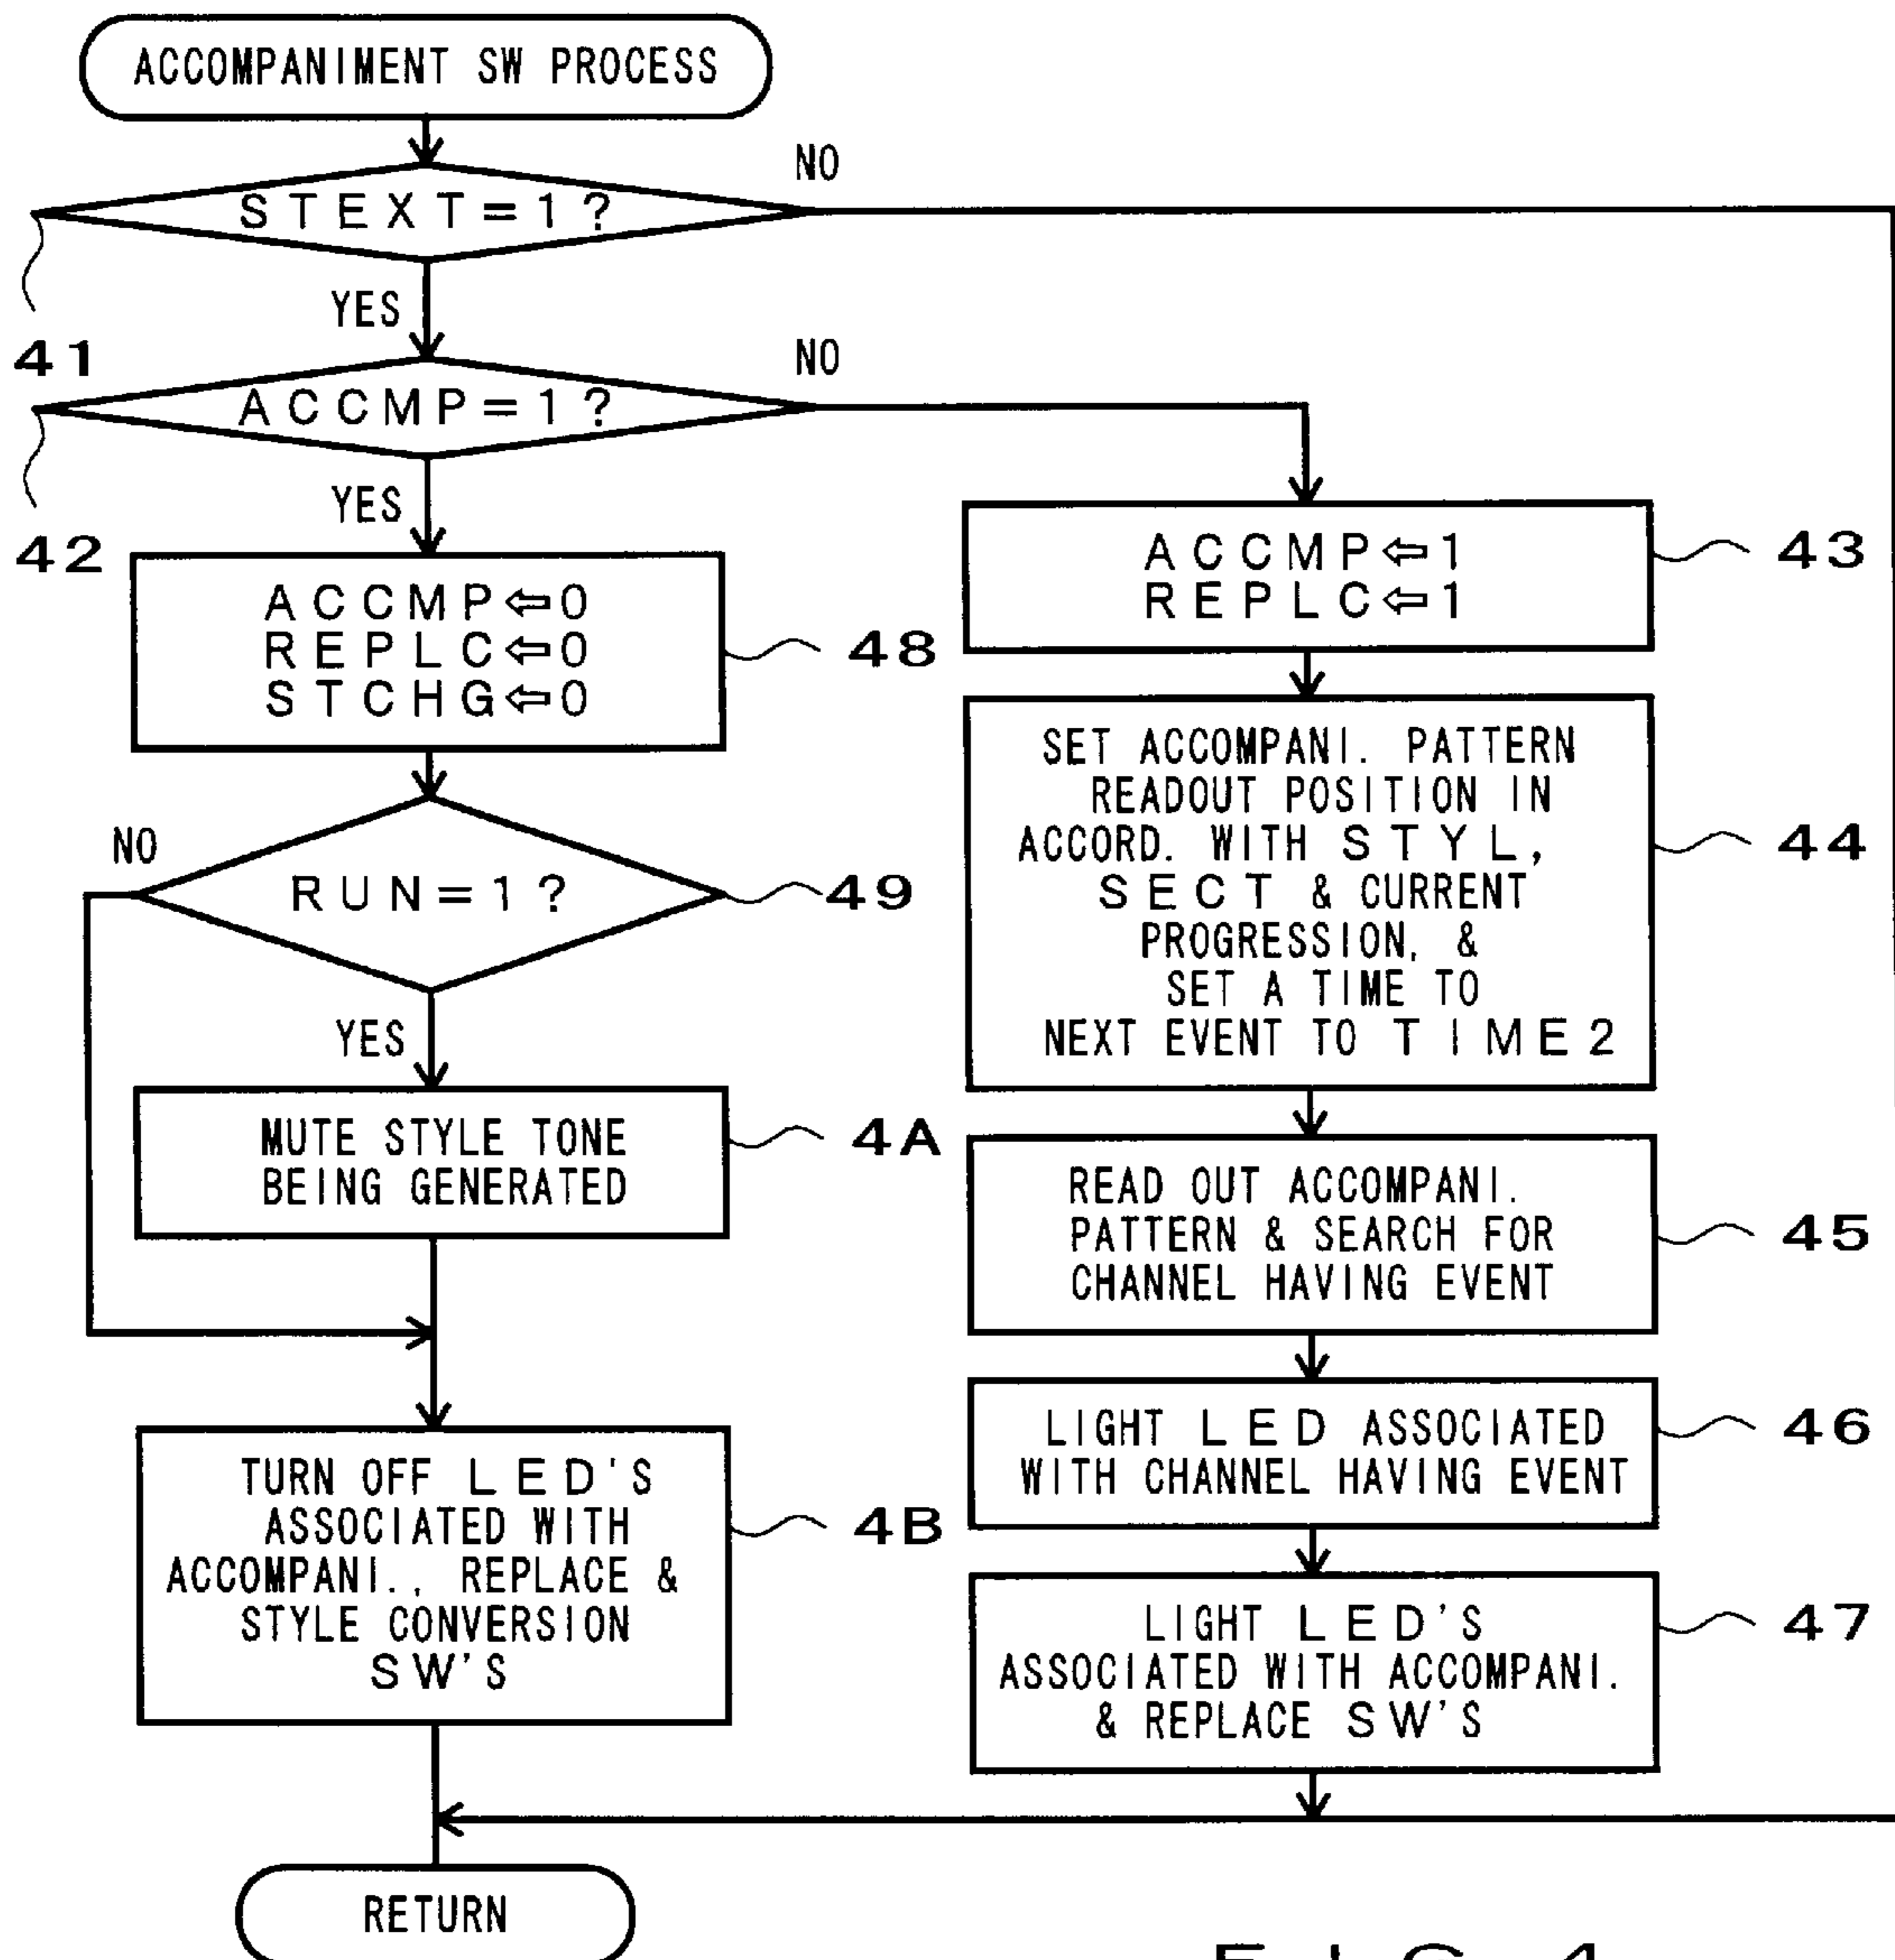 ACCOMPANIMENT SW PROCESS
STEXT=1?
NO
YES
41
ACCMP=1?
NO
YES
42
ACCMP⇐0
REPLC⇐0
STCHG⇐0
48
RUN=1?
NO
49
YES
MUTE STYLE TONE
BEING GENERATED
4A
TURN OFF LED'S
ASSOCIATED WITH
ACCOMPANI., REPLACE &
STYLE CONVERSION
SW'S
4B
ACCMP⇐1
REPLC⇐1
43
SET ACCOMPANI. PATTERN
READOUT POSITION IN
ACCORD. WITH STYL,
SECT & CURRENT
PROGRESSION, &
SET A TIME TO
NEXT EVENT TO TIME2
44
READ OUT ACCOMPANI.
PATTERN & SEARCH FOR
CHANNEL HAVING EVENT
45
LIGHT LED ASSOCIATED
WITH CHANNEL HAVING EVENT
46
LIGHT LED'S
ASSOCIATED WITH ACCOMPANI.
& REPLACE SW'S
47
RETURN